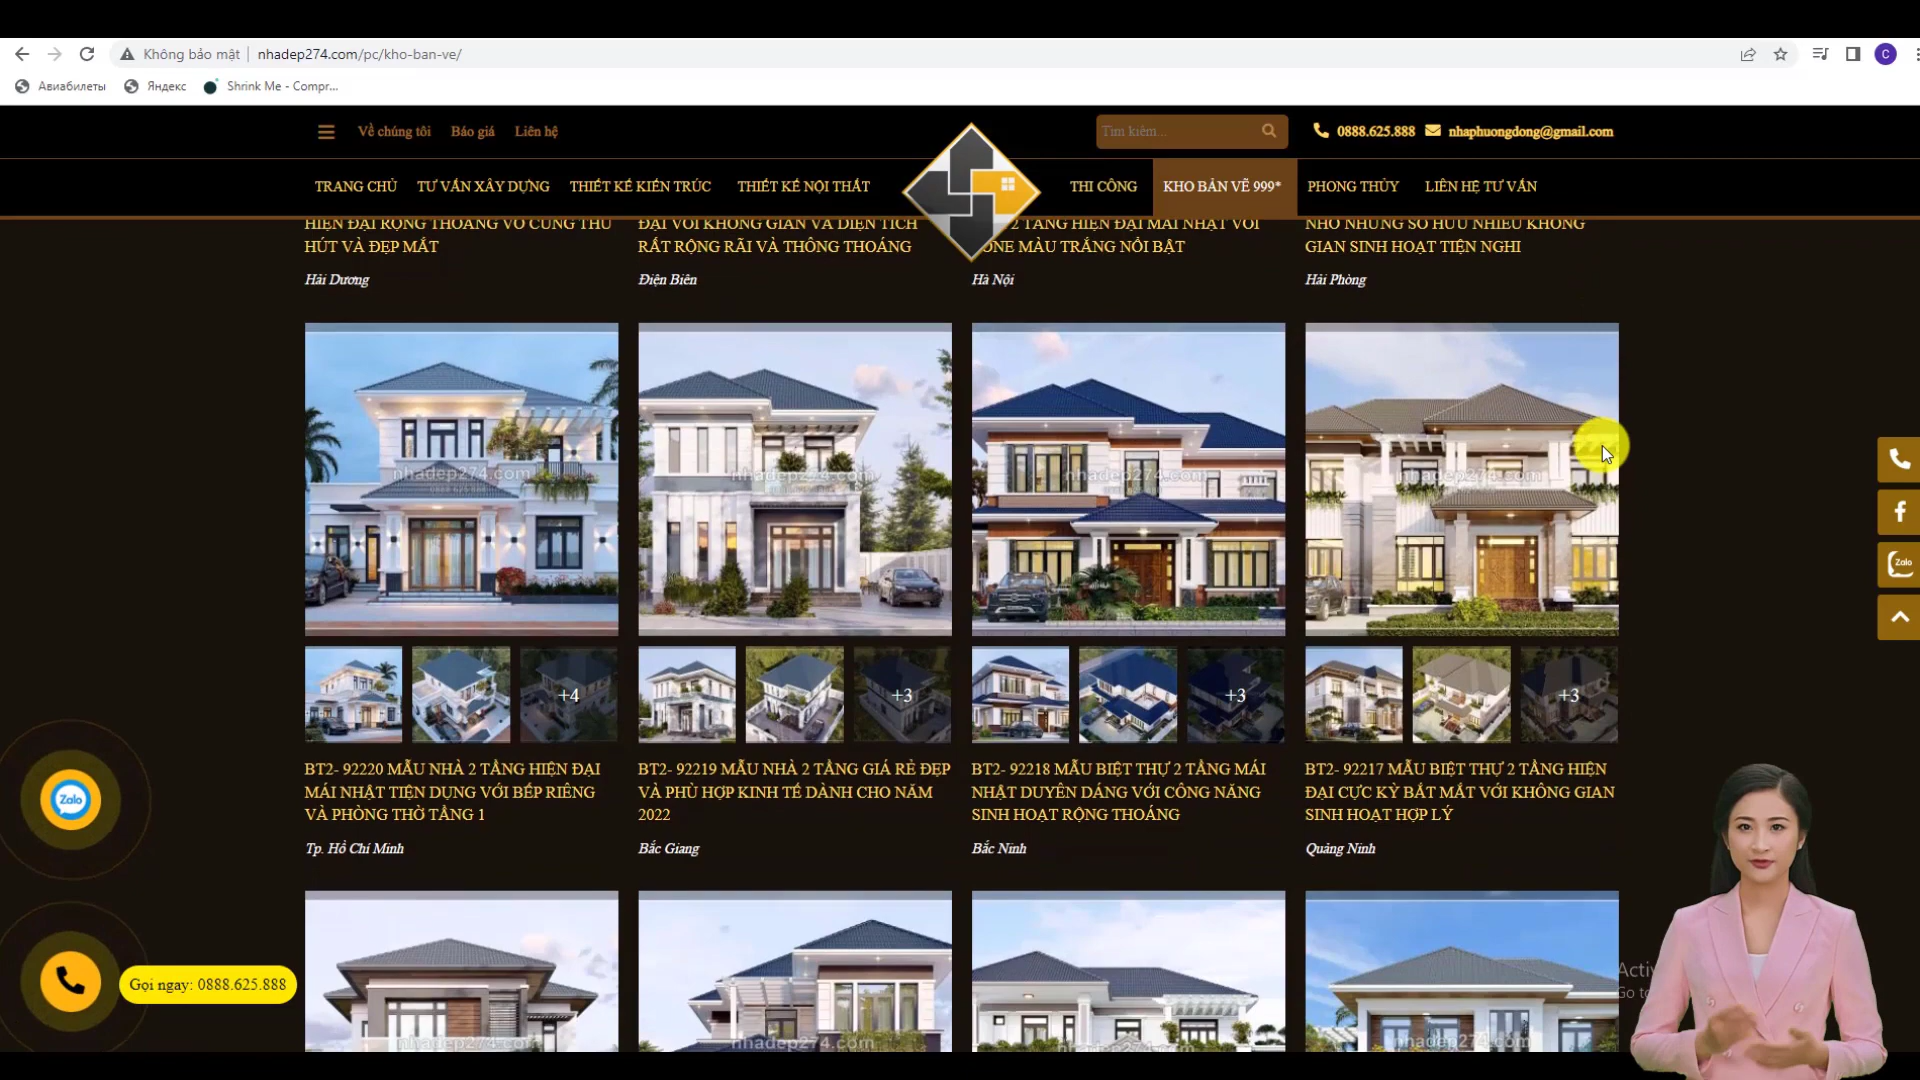 Không bảo mật
nhadep274.com/pc/kho-ban-ve/
C
Авиабилеты
Яндекс
Shrink Me - Compr...
Về chúng tôi
Báo giá
Liên hệ
Tìm kiếm...
0888.625.888
nhaphuongdong@gmail.com
TRANG CHỦ
TƯ VẤN XÂY DỰNG
THIẾT KẾ KIẾN TRÚC
THIẾT KẾ NỘI THẤT
THI CÔNG
KHO BẢN VẼ 999*
PHONG THỦY
LIÊN HỆ TƯ VẤN
HIỆN ĐẠI RỘNG THOÁNG VÔ CÙNG THU
HÚT VÀ ĐẸP MẮT
Hải Dương
ĐẠI VỚI KHÔNG GIAN VÀ DIỆN TÍCH
RẤT RỘNG RÃI VÀ THÔNG THOÁNG
Điện Biên
2 TẦNG HIỆN ĐẠI MÁI NHẬT VỚI
TONE MÀU TRẮNG NỔI BẬT
Hà Nội
NHỎ NHƯNG SỞ HỮU NHIỀU KHÔNG
GIAN SINH HOẠT TIỆN NGHI
Hải Phòng
nhadep274.com
nhadep274.com
nhadep274.com
nhadep274.com
+4
+3
+3
+3
BT2- 92220 MẪU NHÀ 2 TẦNG HIỆN ĐẠI
MÁI NHẬT TIỆN DỤNG VỚI BẾP RIÊNG
VÀ PHÒNG THỜ TẦNG 1
Tp. Hồ Chí Minh
BT2- 92219 MẪU NHÀ 2 TẦNG GIÁ RẺ ĐẸP
VÀ PHÙ HỢP KINH TẾ DÀNH CHO NĂM
2022
Bắc Giang
BT2- 92218 MẪU BIỆT THỰ 2 TẦNG MÁI
NHẬT DUYÊN DÁNG VỚI CÔNG NĂNG
SINH HOẠT RỘNG THOÁNG
Bắc Ninh
BT2- 92217 MẪU BIỆT THỰ 2 TẦNG HIỆN
ĐẠI CỰC KỲ BẮT MẮT VỚI KHÔNG GIAN
SINH HOẠT HỢP LÝ
Quảng Ninh
Zalo
Zalo
Gọi ngay: 0888.625.888
nhadep274.com
nhadep274.com
nhadep274.com
nhadep274.com
Activ
Go to